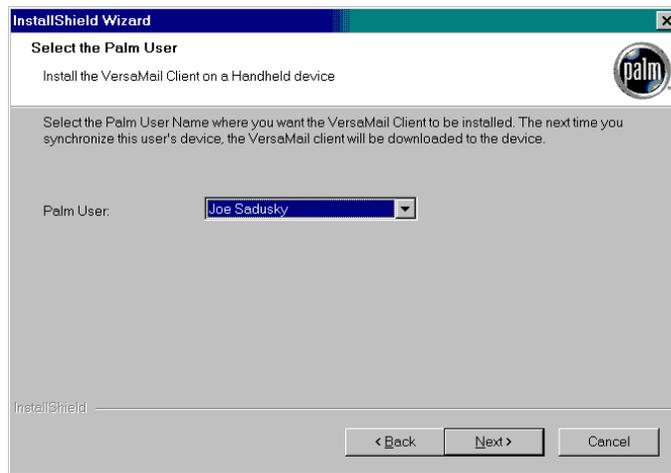 InstallShield Wizard
Select the Palm User
Install the VersaMail Client on a Handheld device
palm
Select the Palm User Name where you want the VersaMail Client to be installed. The next time you
synchronize this user's device, the VersaMail client will be downloaded to the device.
Palm User: Joe Sadusky
InstallShield
< Back Next > Cancel